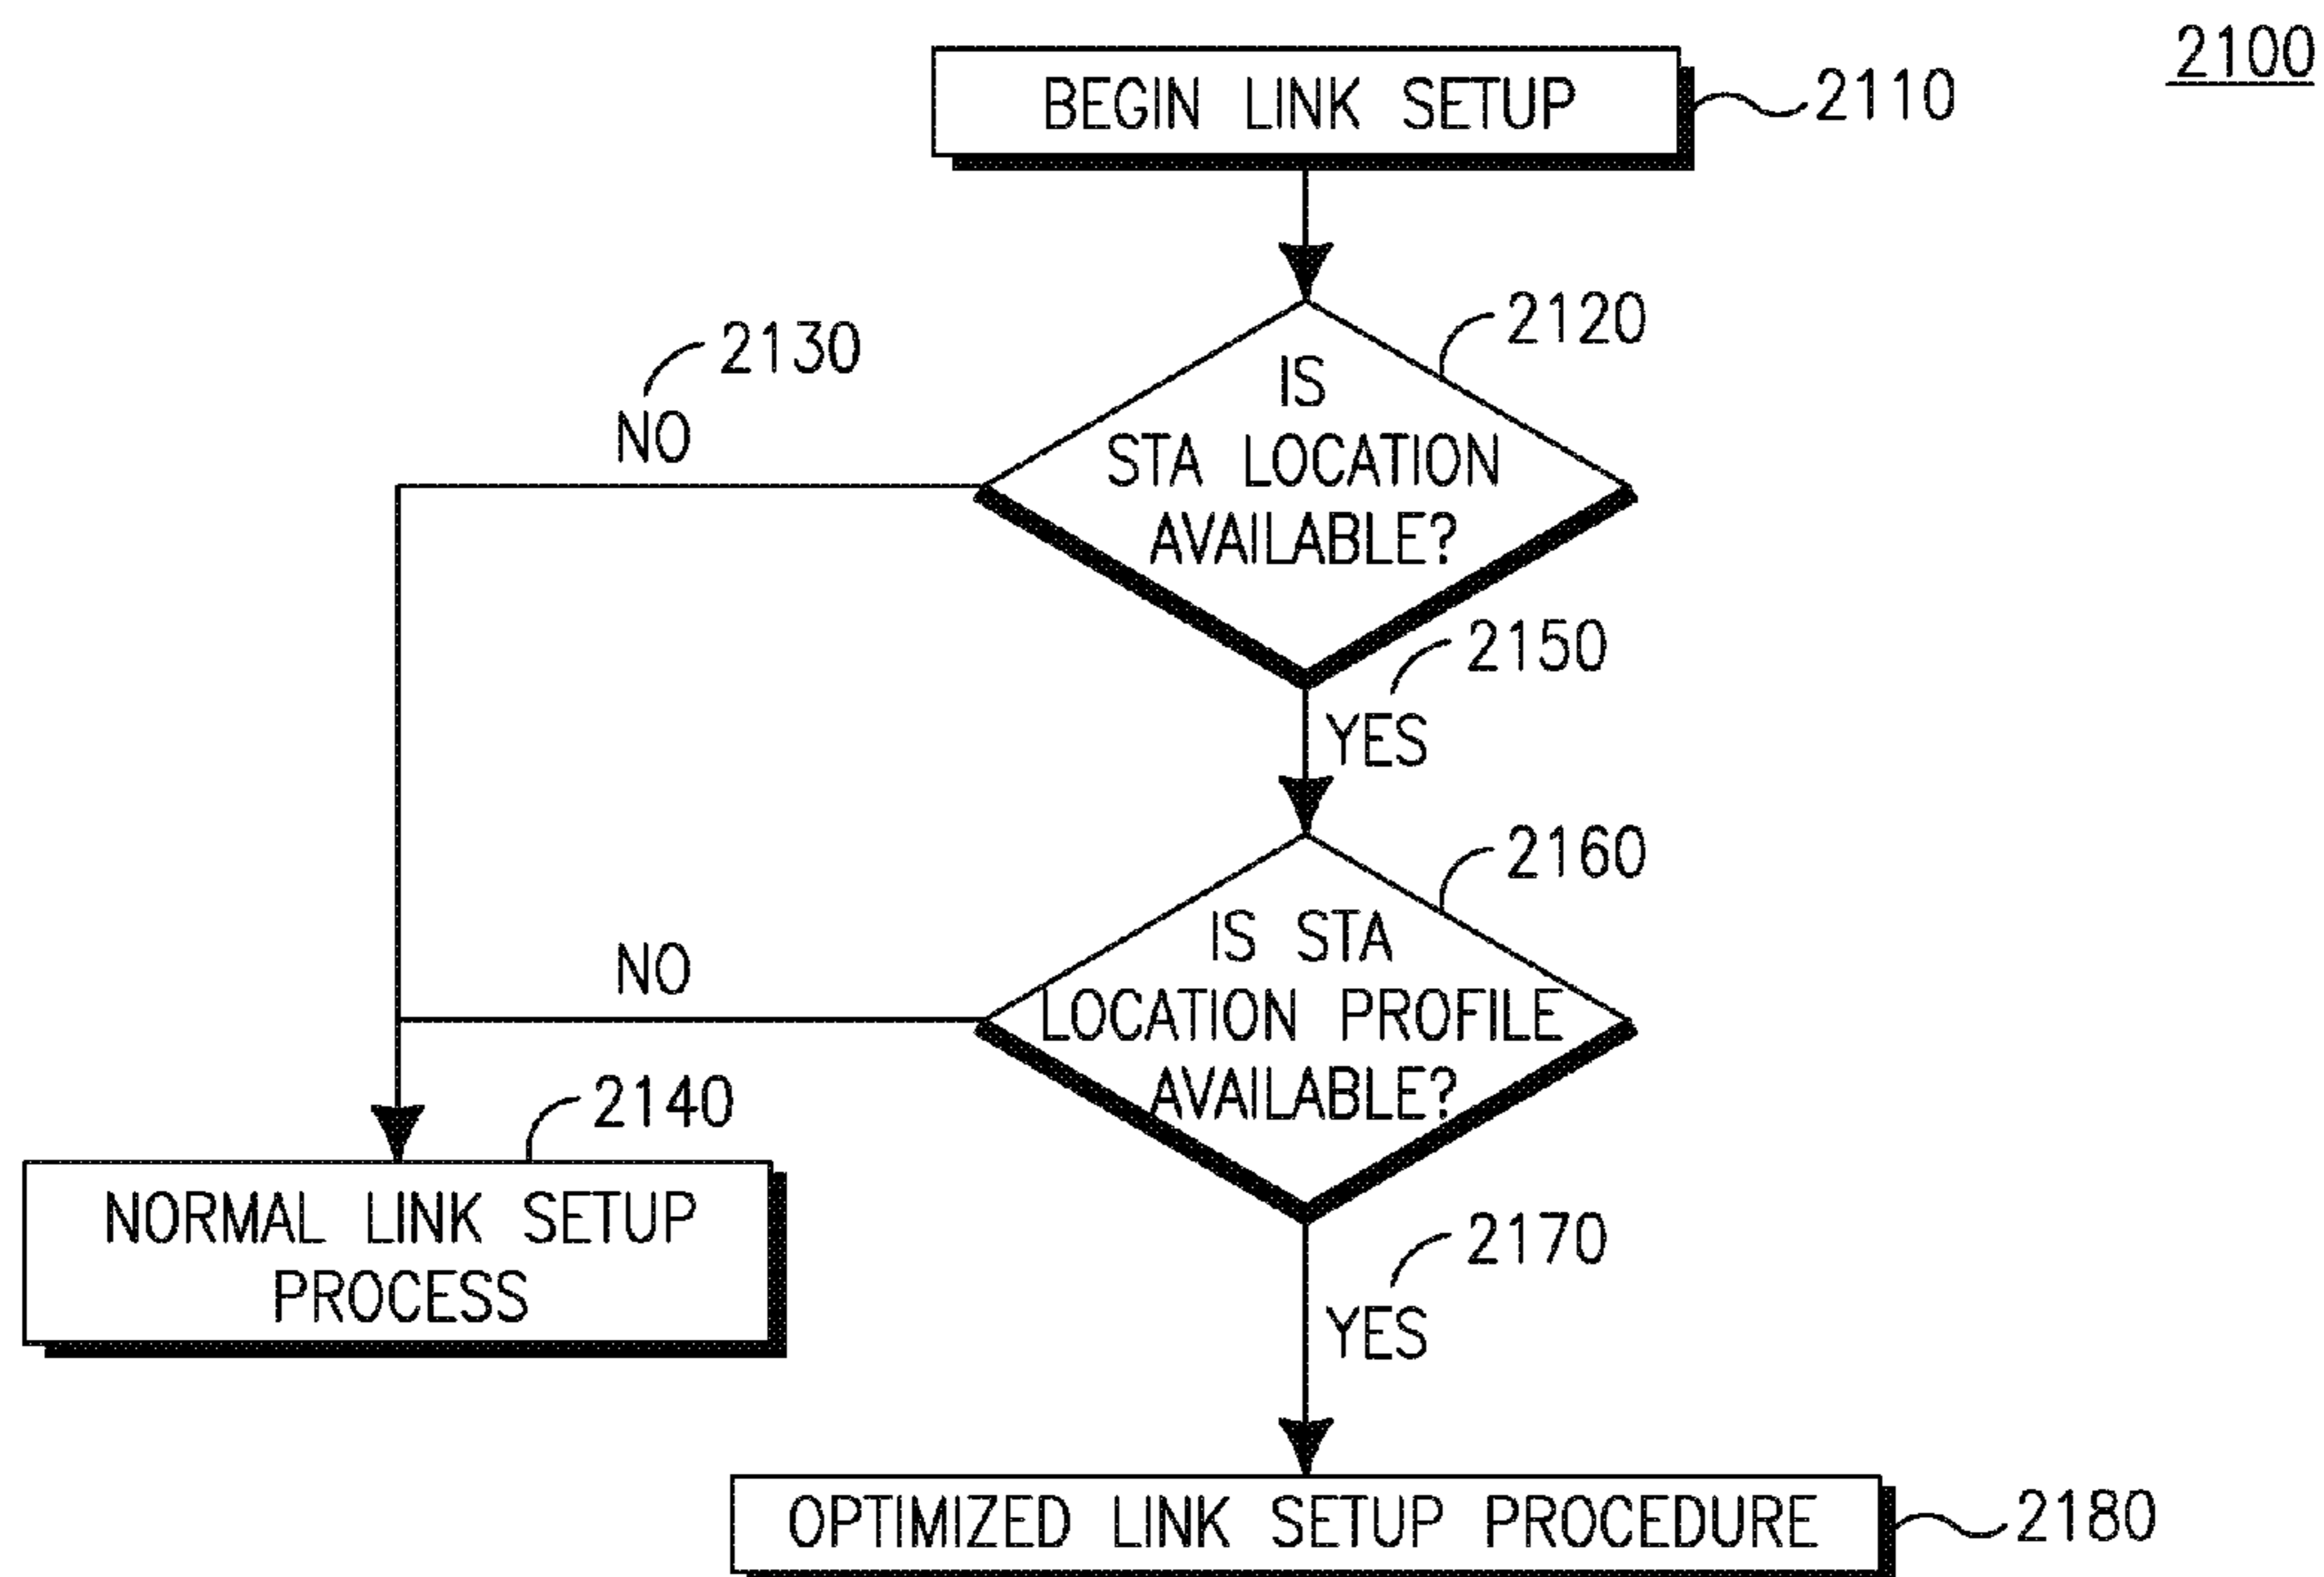 2100
BEGIN LINK SETUP
2110
2120
IS
STA LOCATION
AVAILABLE?
2130
NO
2150
YES
2160
IS STA
LOCATION PROFILE
AVAILABLE?
NO
2140
NORMAL LINK SETUP
PROCESS
2170
YES
OPTIMIZED LINK SETUP PROCEDURE
2180